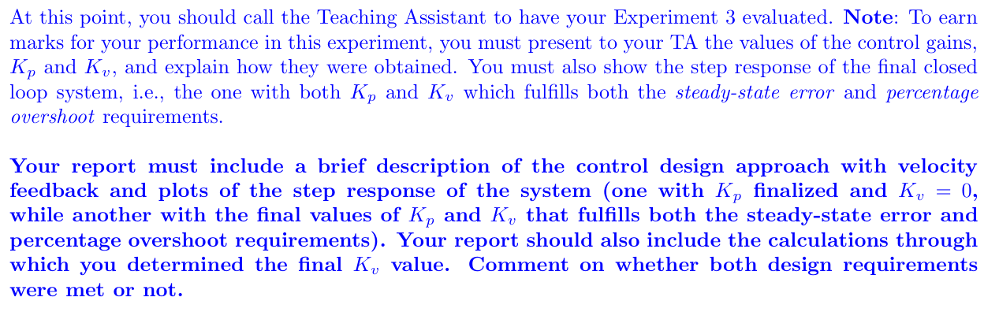 At this point, you should call the Teaching Assistant to have your Experiment 3 evaluated. Note: To earn
marks for your performance in this experiment, you must present to your TA the values of the control gains,
K_p and K_v, and explain how they were obtained. You must also show the step response of the final closed
loop system, i.e., the one with both K_p and K_v which fulfills both the steady-state error and percentage
overshoot requirements.
Your report must include a brief description of the control design approach with velocity
feedback and plots of the step response of the system (one with K_p finalized and K_v = 0,
while another with the final values of K_p and K_v that fulfills both the steady-state error and
percentage overshoot requirements). Your report should also include the calculations through
which you determined the final K_v value. Comment on whether both design requirements
were met or not.